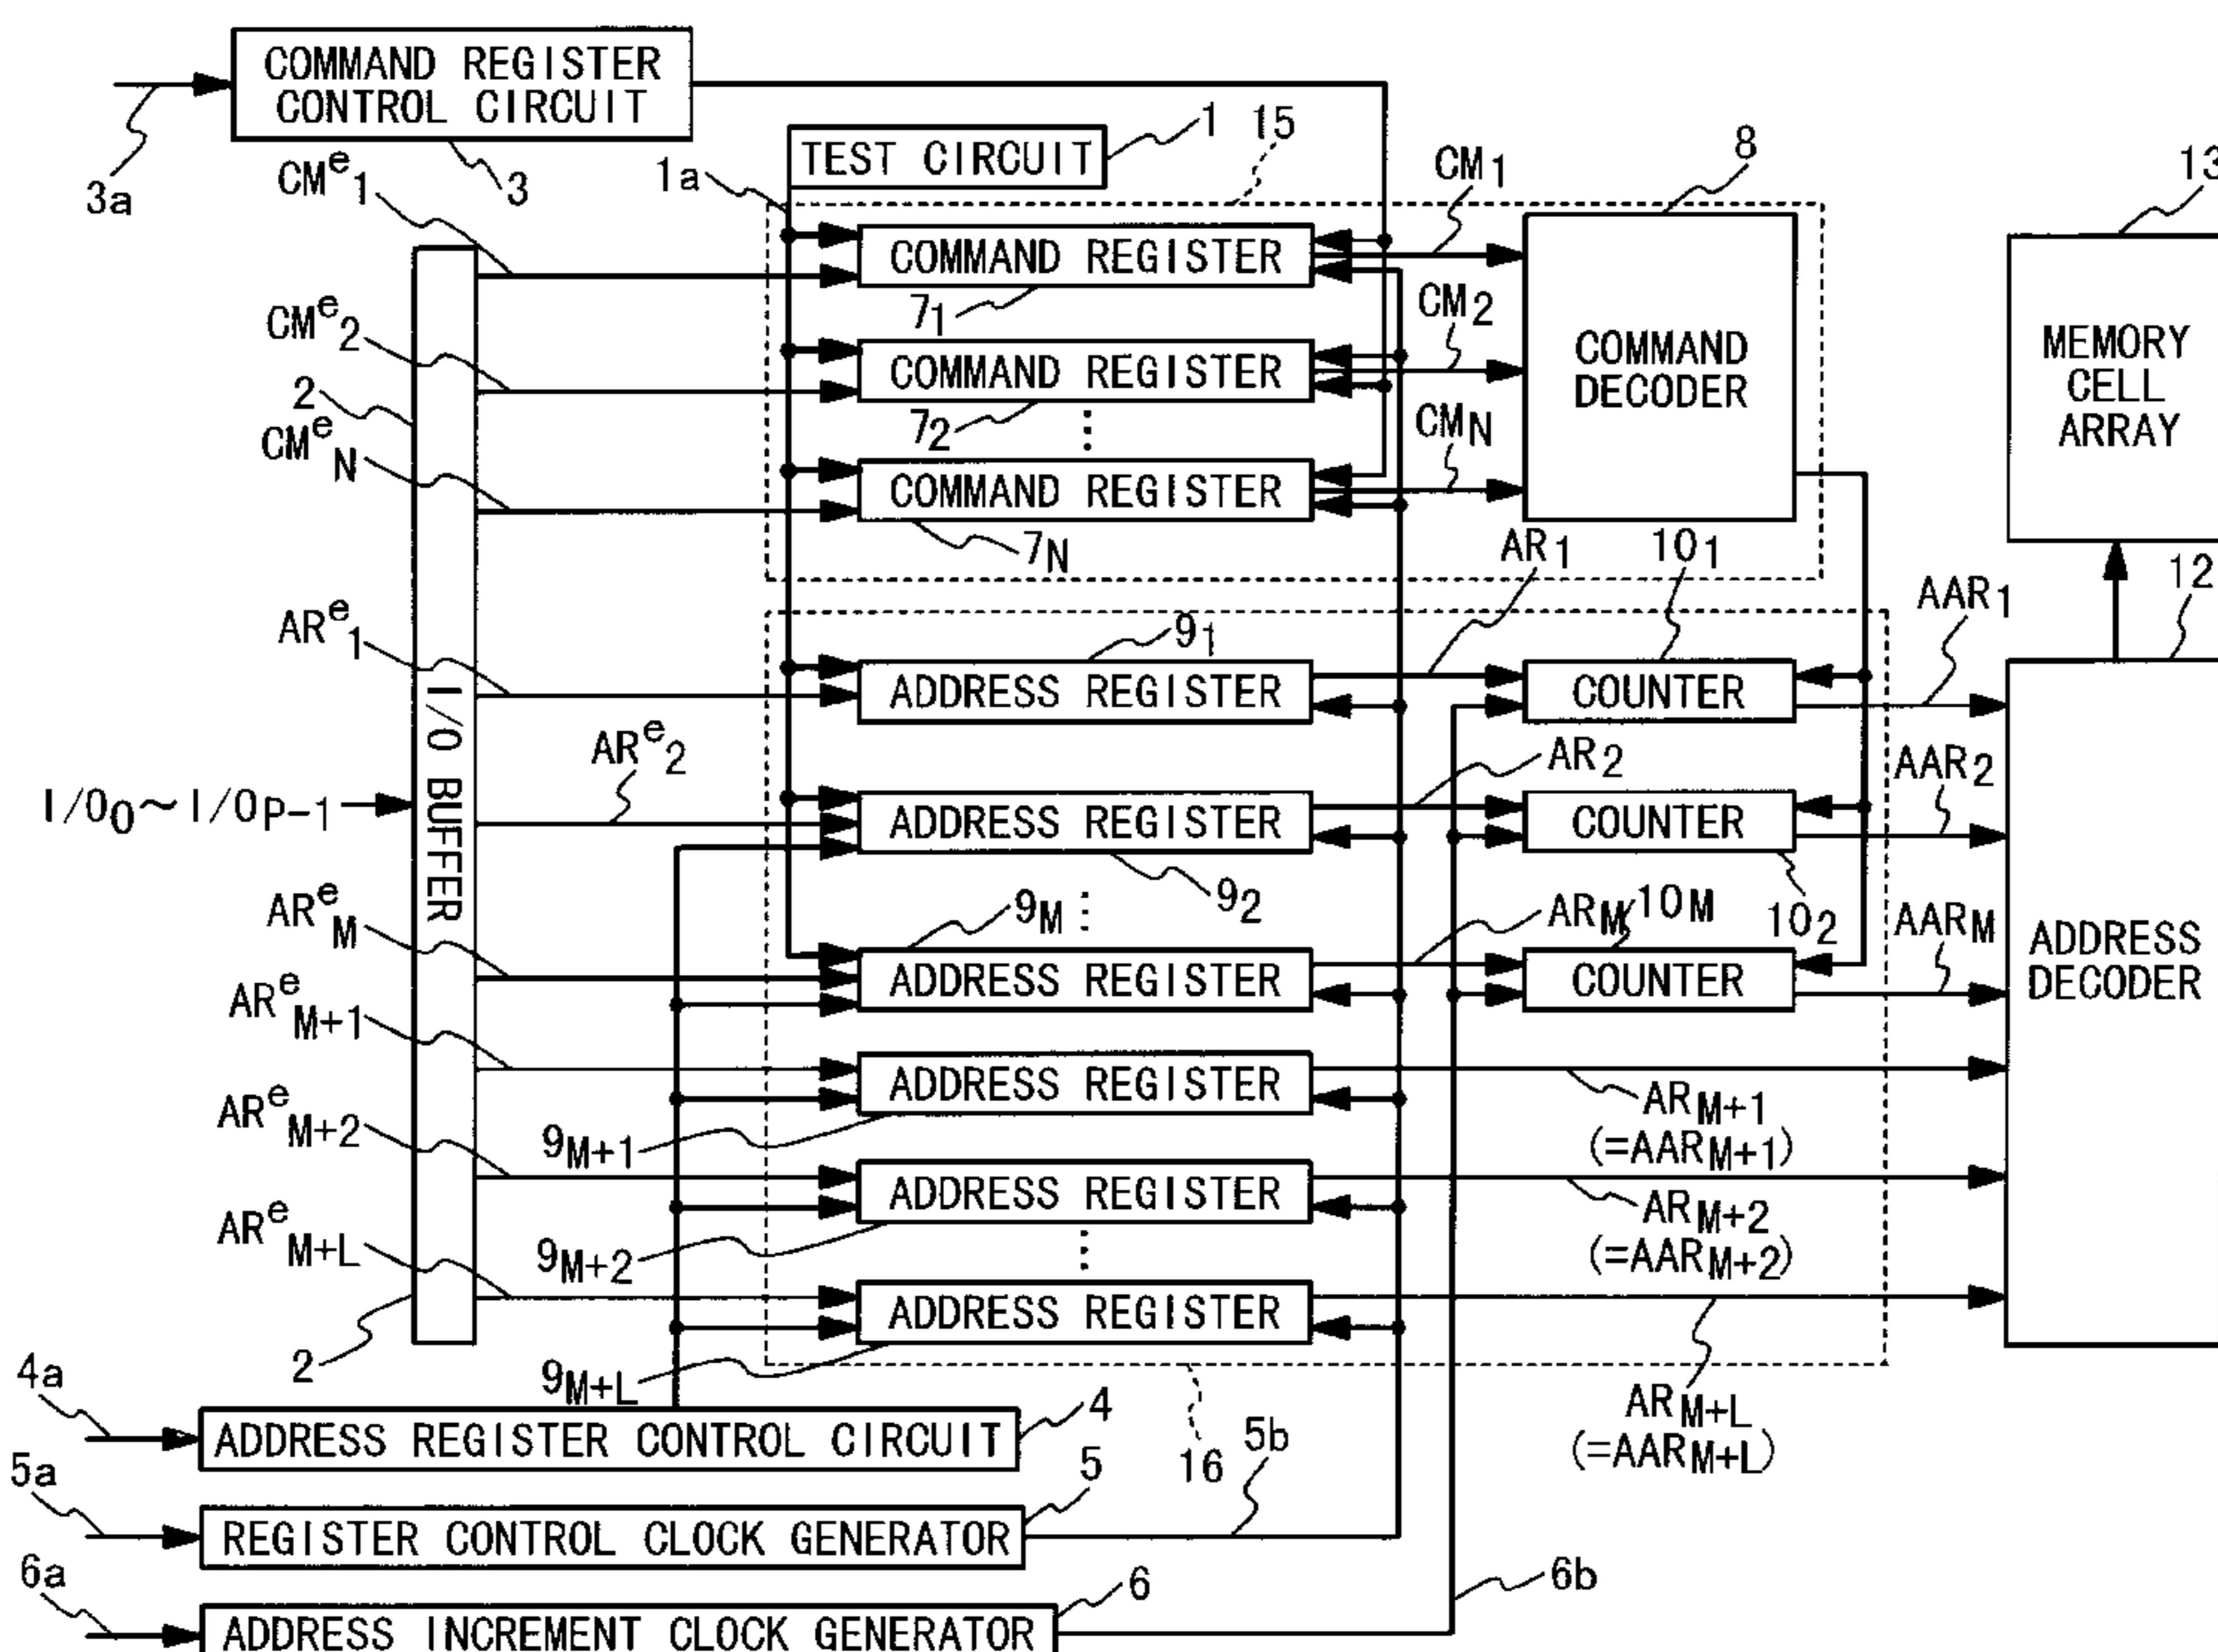 COMMAND REGISTER
CONTROL CIRCUIT
3a
3
TEST CIRCUIT
1
1a
15
8
13
CMe1
CMe2
2
CMeN
COMMAND REGISTER
71
COMMAND REGISTER
72
COMMAND REGISTER
7N
CM1
CM2
CMN
COMMAND
DECODER
MEMORY
CELL
ARRAY
12
ARe1
I/O BUFFER
ARe2
I/O0~I/OP-1
AReM
AReM+1
AReM+2
AReM+L
2
91
ADDRESS REGISTER
ADDRESS REGISTER
92
9M
ADDRESS REGISTER
ADDRESS REGISTER
9M+1
ADDRESS REGISTER
9M+2
ADDRESS REGISTER
9M+L
AR1
101
COUNTER
AAR1
AR2
COUNTER
102
AAR2
ARM
10M
COUNTER
AARM
ADDRESS
DECODER
ARM+1
(=AARM+1)
ARM+2
(=AARM+2)
ARM+L
(=AARM+L)
16
4a
ADDRESS REGISTER CONTROL CIRCUIT
4
5a
REGISTER CONTROL CLOCK GENERATOR
5
5b
6a
ADDRESS INCREMENT CLOCK GENERATOR
6
6b